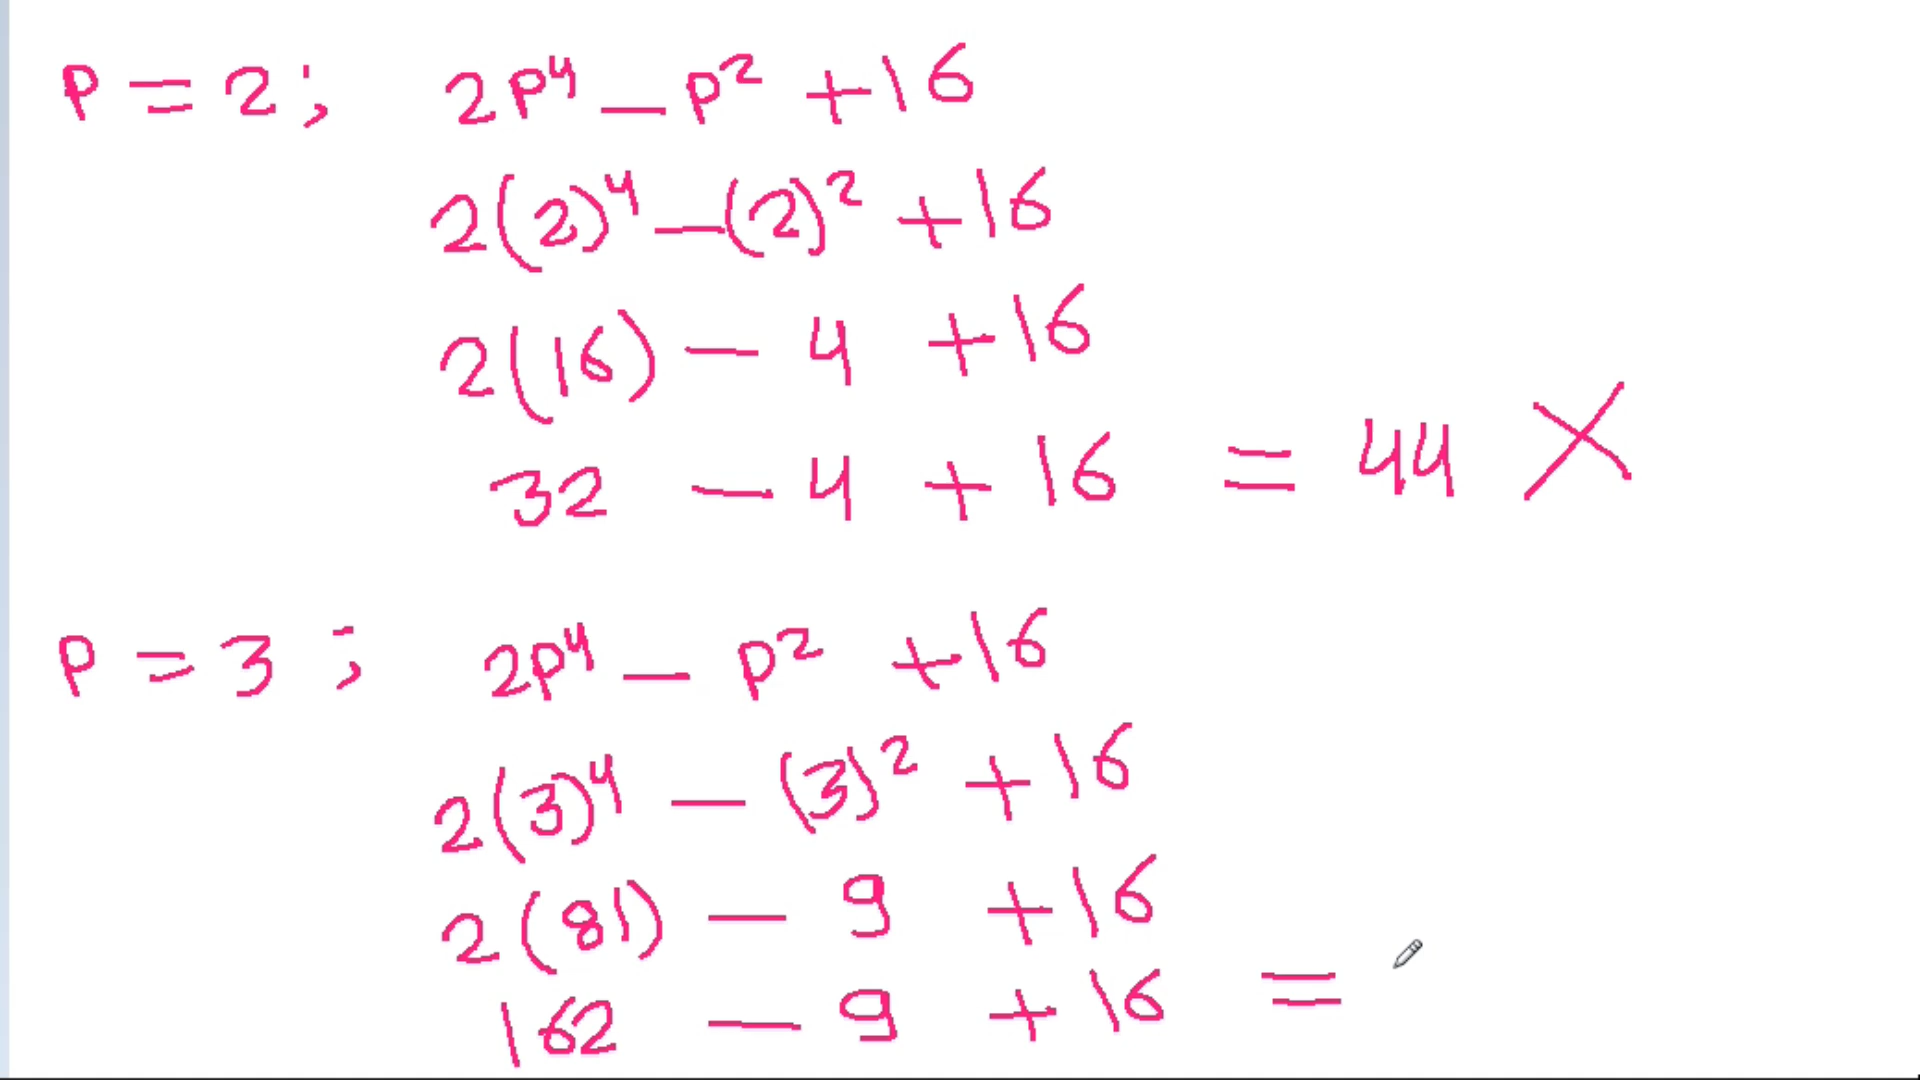 P = 2 ; 2P⁴ - P² + 16
2(2)⁴ - (2)² + 16
2(16) - 4 + 16
32 - 4 + 16 = 44 X
P = 3 ; 2P⁴ - P² + 16
2(3)⁴ - (3)² + 16
2(81) - 9 + 16
162 - 9 + 16 =